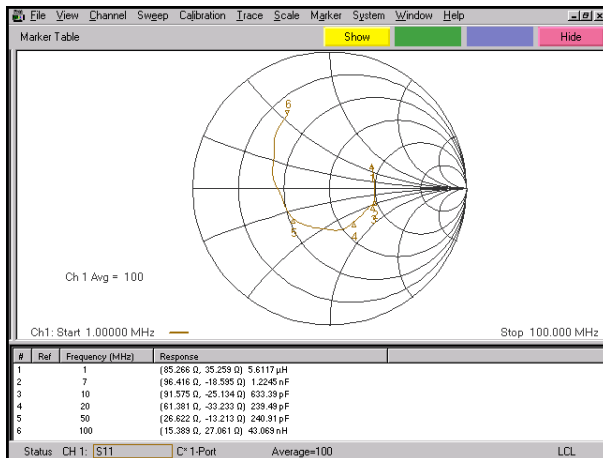 File View Channel Sweep Calibration Trace Scale Marker System Window Help
Marker Table Show Hide
6
5
4
Ch 1 Avg = 100
Ch1: Start 1.00000 MHz Stop 100.000 MHz
# Ref Frequency (MHz) Response
1 1 (85.266 Ω, 35.259 Ω) 5.6117 μH
2 7 (96.416 Ω, -18.595 Ω) 1.2245 nF
3 10 (91.575 Ω, -25.134 Ω) 633.39 pF
4 20 (61.381 Ω, -33.233 Ω) 239.49 pF
5 50 (26.622 Ω, -13.213 Ω) 240.91 pF
6 100 (15.389 Ω, 27.061 Ω) 43.069 nH
Status CH 1: S11 C* 1-Port Average=100 LCL